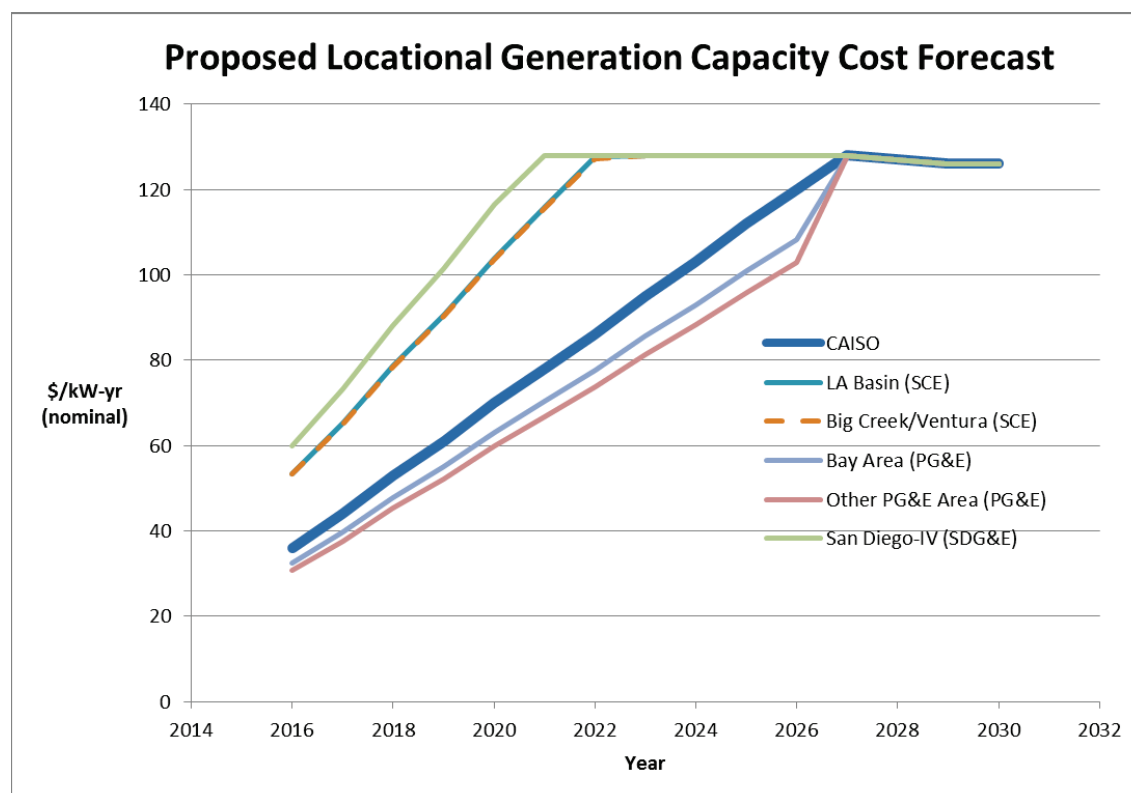 Proposed Locational Generation Capacity Cost Forecast
140
120
100
80
60
40
20
0
$/kW-yr
(nominal)
CAISO
LA Basin (SCE)
Big Creek/Ventura (SCE)
Bay Area (PG&E)
Other PG&E Area (PG&E)
San Diego-IV (SDG&E)
2014 2016 2018 2020 2022 2024 2026 2028 2030 2032
Year